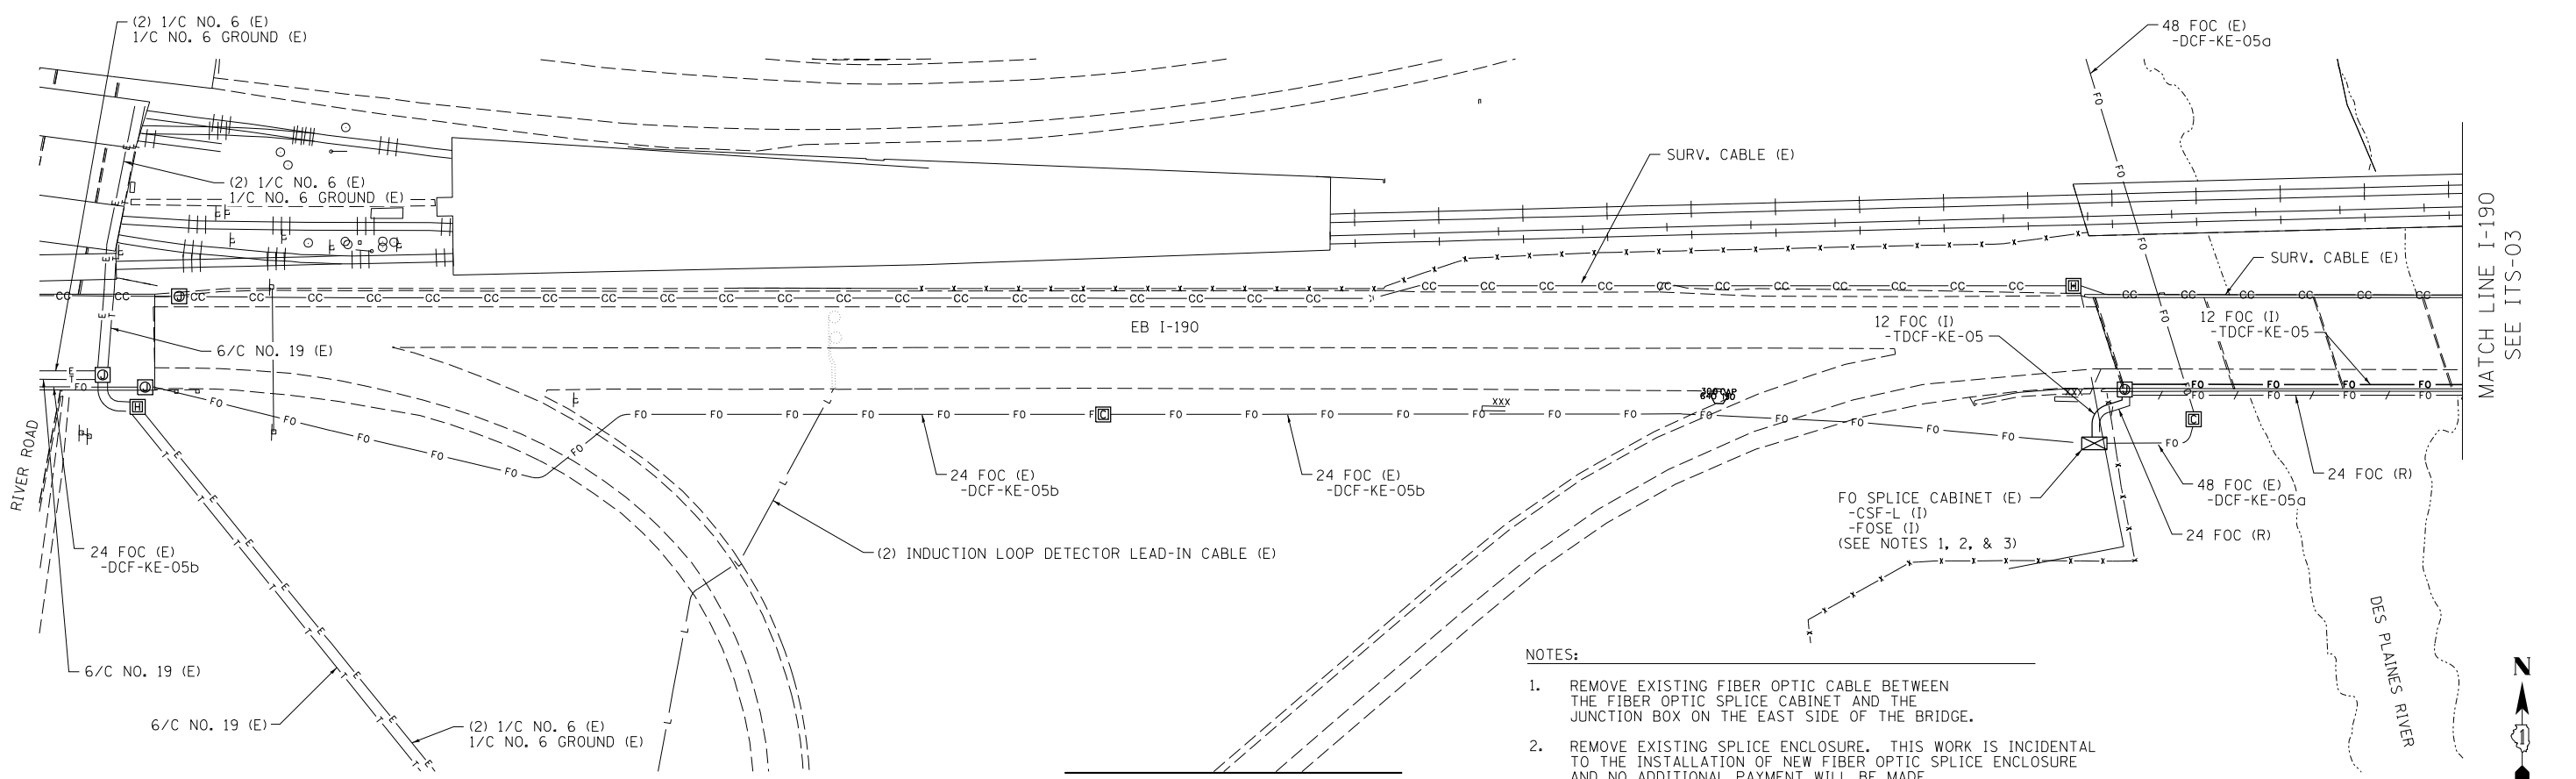 (2) 1/C NO. 6 (E)
1/C NO. 6 GROUND (E)
48 FOC (E)
-DCF-KE-05a
SURV. CABLE (E)
(2) 1/C NO. 6 (E)
1/C NO. 6 GROUND (E)
SURV. CABLE (E)
MATCH LINE I-190
SEE ITS-03
EB I-190
12 FOC (I)
-TDCF-KE-05
12 FOC (I)
-TDCF-KE-05
6/C NO. 19 (E)
RIVER ROAD
24 FOC (E)
-DCF-KE-05b
24 FOC (E)
-DCF-KE-05b
24 FOC (R)
48 FOC (E)
-DCF-KE-05a
FO SPLICE CABINET (E)
-CSF-L (I)
-FOSE (I)
(SEE NOTES 1, 2, & 3)
24 FOC (R)
24 FOC (E)
-DCF-KE-05b
(2) INDUCTION LOOP DETECTOR LEAD-IN CABLE (E)
DES PLAINES RIVER
6/C NO. 19 (E)
6/C NO. 19 (E)
(2) 1/C NO. 6 (E)
1/C NO. 6 GROUND (E)
NOTES:
1. REMOVE EXISTING FIBER OPTIC CABLE BETWEEN
THE FIBER OPTIC SPLICE CABINET AND THE
JUNCTION BOX ON THE EAST SIDE OF THE BRIDGE.
2. REMOVE EXISTING SPLICE ENCLOSURE. THIS WORK IS INCIDENTAL
TO THE INSTALLATION OF NEW FIBER OPTIC SPLICE ENCLOSURE
AND NO ADDITIONAL PAYMENT WILL BE MADE.
N